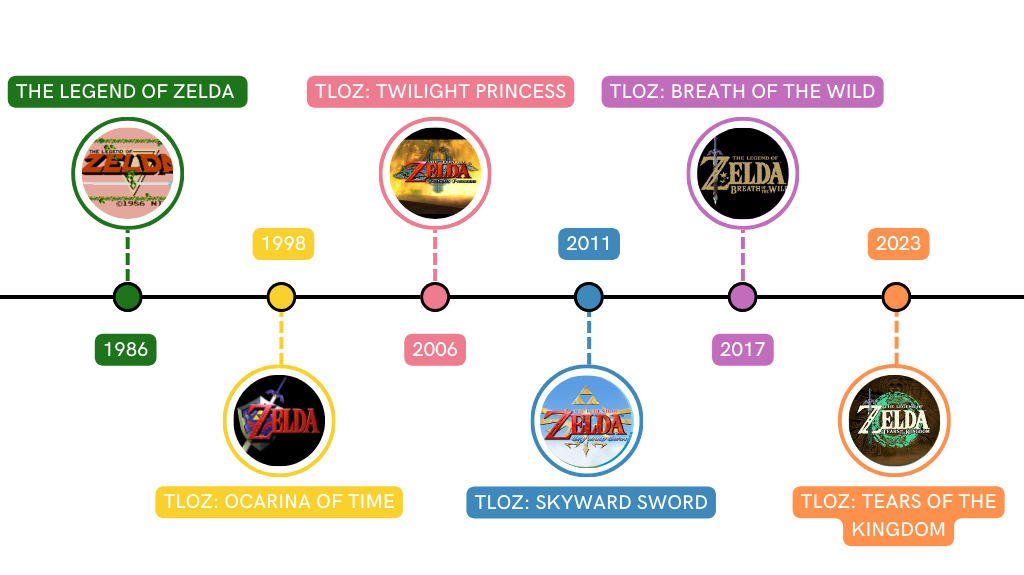 THE LEGEND OF ZELDA
TLOZ: TWILIGHT PRINCESS
TLOZ: BREATH OF THE WILD
THE LEGEND OF
ZELDA
©1986 NI
ZELDA
THE LEGEND OF
ZELDA
BREATH OF THE WILD
1998
2011
2023
1986
2006
2017
ZELDA
THE LEGEND OF
ZELDA
THE LEGEND OF
ZELDA
TEARS OF THE KINGDOM
TLOZ: OCARINA OF TIME
TLOZ: SKYWARD SWORD
TLOZ: TEARS OF THE
KINGDOM